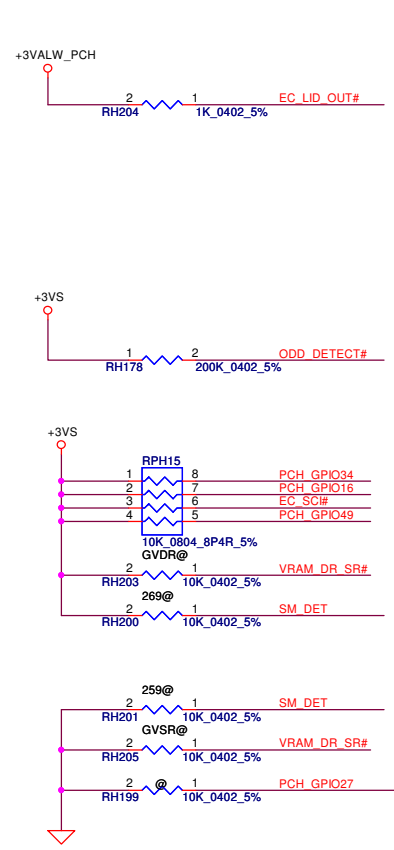 +3VALW_PCH
2 1 EC_LID_OUT#
RH204 1K_0402_5%
+3VS
1 2 ODD_DETECT#
RH178 200K_0402_5%
+3VS
RPH15
1 8 PCH_GPIO34
2 7 PCH_GPIO16
3 6 EC_SCI#
4 5 PCH_GPIO49
10K_0804_8P4R_5%
GVDR@
2 1 VRAM_DR_SR#
RH203 10K_0402_5%
269@
2 1 SM_DET
RH200 10K_0402_5%
259@
2 1 SM_DET
RH201 10K_0402_5%
GVSR@
2 1 VRAM_DR_SR#
RH205 10K_0402_5%
2 @ 1 PCH_GPIO27
RH199 10K_0402_5%